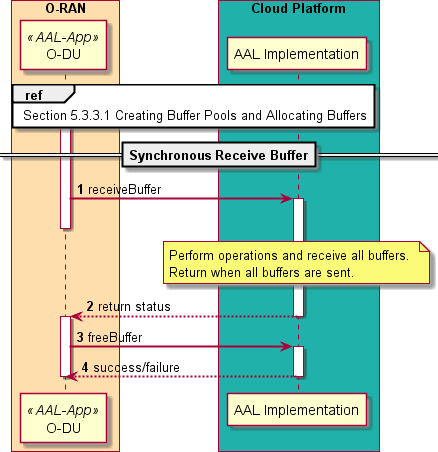 O-RAN
Cloud Platform
«AAL-App»
O-DU
AAL Implementation
ref
Section 5.3.3.1 Creating Buffer Pools and Allocating Buffers
Synchronous Receive Buffer
1 receiveBuffer
Perform operations and receive all buffers.
Return when all buffers are sent.
2 return status
3 freeBuffer
4 success/failure
«AAL-App»
O-DU
AAL Implementation